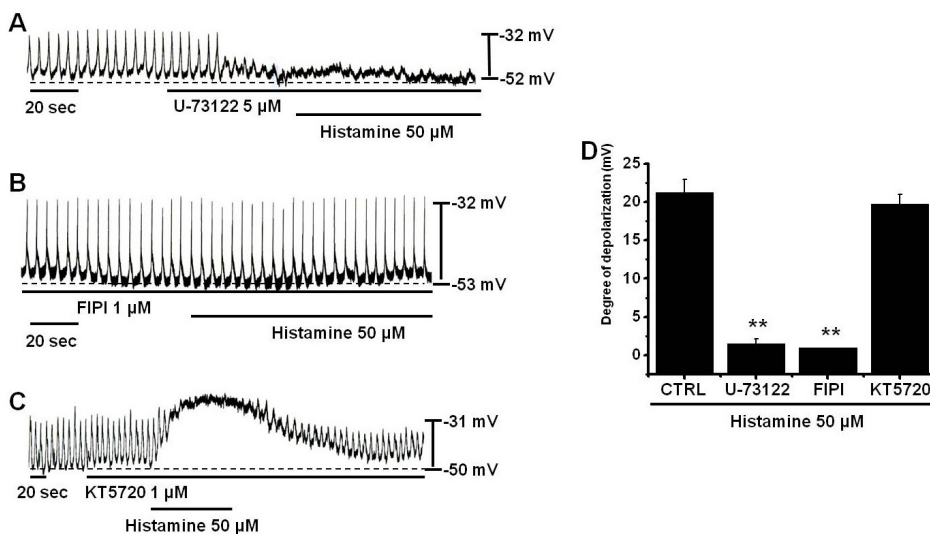 A
-32 mV
-52 mV
20 sec
U-73122 5 µM
Histamine 50 µM
B
-32 mV
-53 mV
FIPI 1 µM
20 sec
Histamine 50 µM
C
-31 mV
-50 mV
20 sec
KT5720 1 µM
Histamine 50 µM
D
Degree of depolarization (mV)
25
20
5
10
15
5
0
** **
CTRL U-73122 FIPI KT5720
Histamine 50 µM